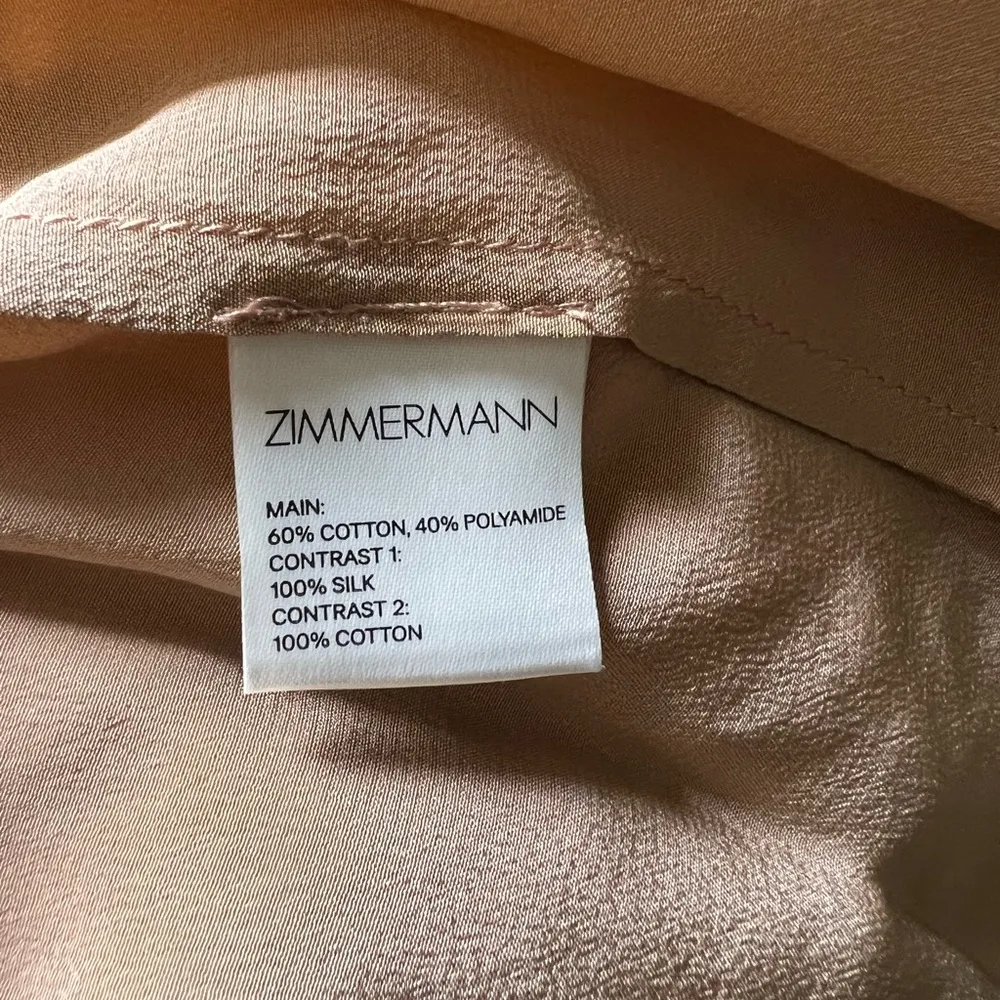 ZIMMERMANN
MAIN:
60% COTTON, 40% POLYAMIDE
CONTRAST 1:
100% SILK
CONTRAST 2:
100% COTTON